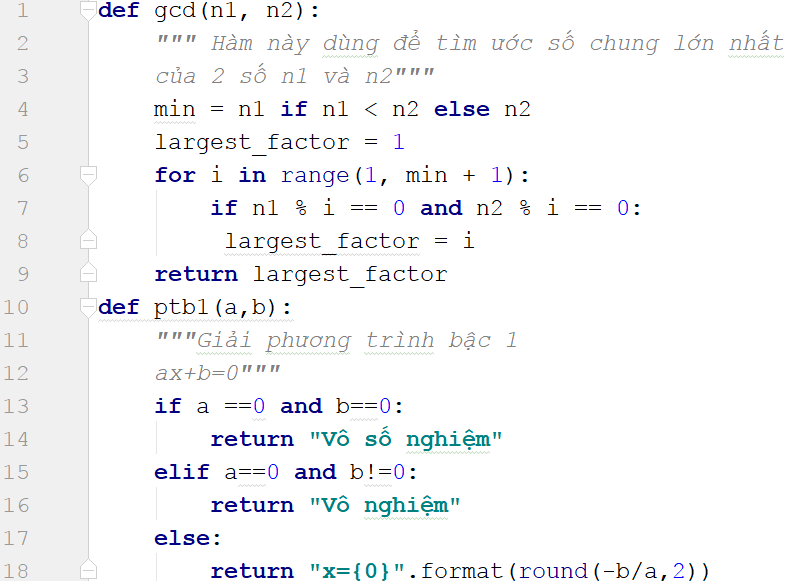 1 def gcd(n1, n2):
2 """ Hàm này dùng để tìm ước số chung lớn nhất
3 của 2 số n1 và n2"""
4 min = n1 if n1 < n2 else n2
5 largest_factor = 1
6 for i in range(1, min + 1):
7 if n1 % i == 0 and n2 % i == 0:
8 largest_factor = i
9 return largest_factor
10 def ptb1(a,b):
11 """Giải phương trình bậc 1
12 ax+b=0"""
13 if a ==0 and b==0:
14 return "Vô số nghiệm"
15 elif a==0 and b!=0:
16 return "Vô nghiệm"
17 else:
18 return "x={0}".format(round(-b/a,2))